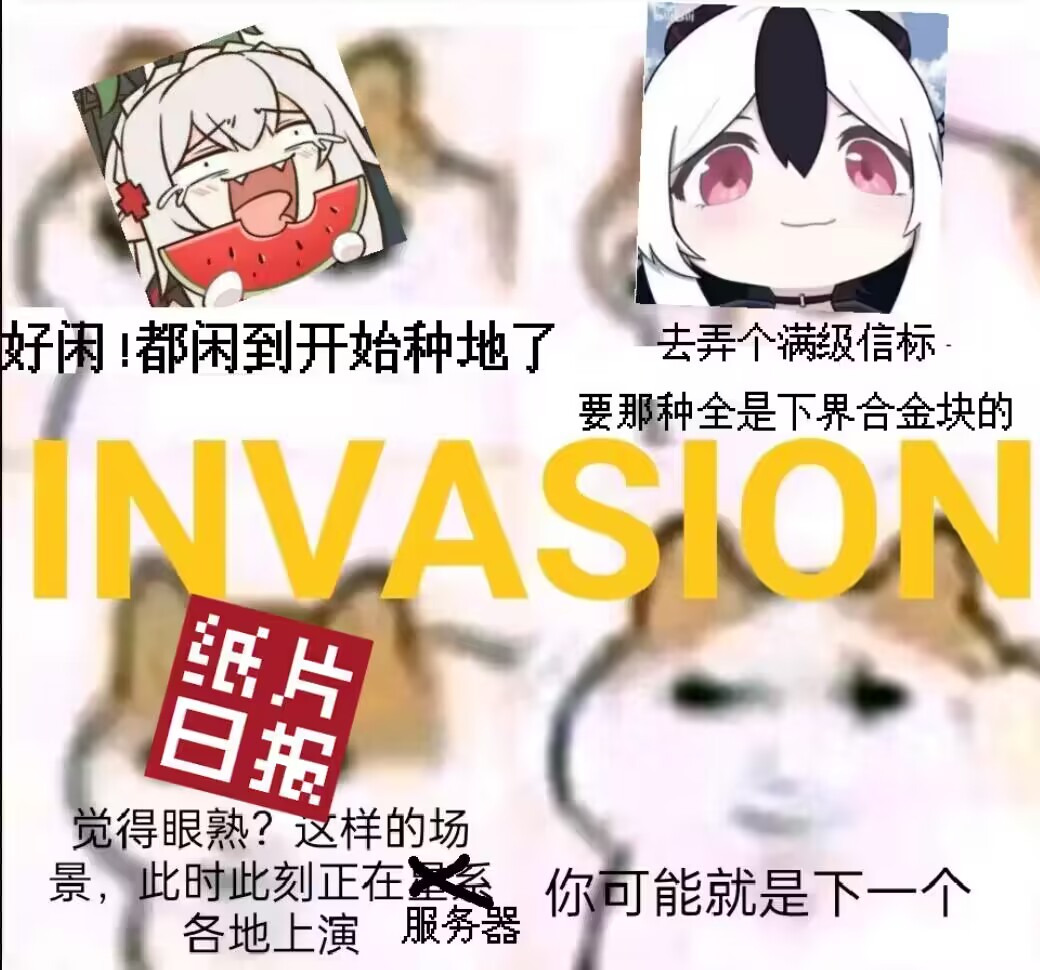 好闲!都闲到开始种地了
去弄个满级信标
要那种全是下界合金块的
INVASION
纸片
日报
觉得眼熟?这样的场
景,此时此刻正在星系
服务器
各地上演
你可能就是下一个